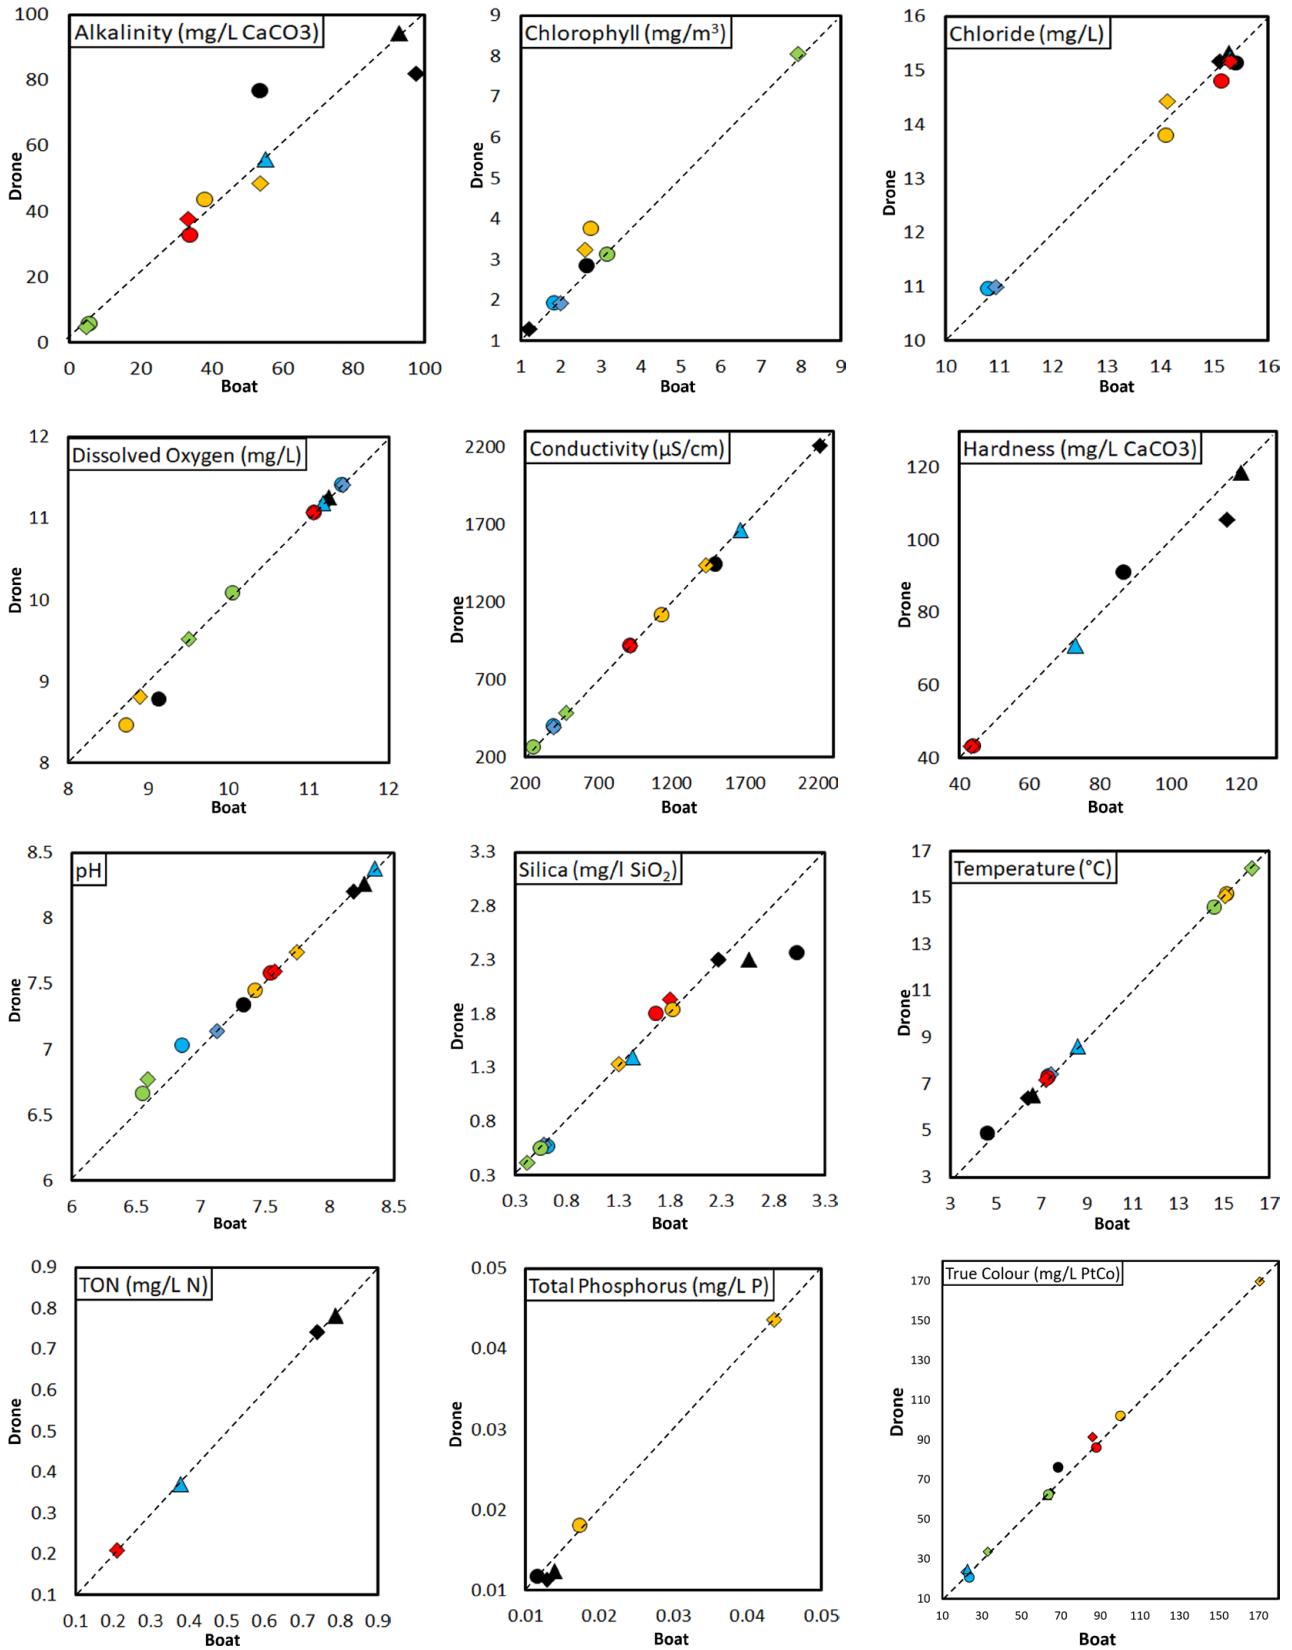 Alkalinity (mg/L CaCO3)
100
80
60
40
20
0
Drone
0 20 40 60 80 100
Boat
Chlorophyll (mg/m³)
9
8
7
6
5
4
3
2
1
Drone
1 2 3 4 5 6 7 8 9
Boat
Chloride (mg/L)
16
15
14
13
12
11
10
Drone
10 11 12 13 14 15 16
Boat
Dissolved Oxygen (mg/L)
12
11
10
9
8
Drone
8 9 10 11 12
Boat
Conductivity (µS/cm)
2200
1700
1200
700
200
Drone
200 700 1200 1700 2200
Boat
Hardness (mg/L CaCO3)
120
100
80
60
40
Drone
40 60 80 100 120
Boat
pH
8.5
8
7.5
7
6.5
6
Drone
6 6.5 7 7.5 8 8.5
Boat
Silica (mg/l SiO₂)
3.3
2.8
2.3
1.8
1.3
0.8
0.3
Drone
0.3 0.8 1.3 1.8 2.3 2.8 3.3
Boat
Temperature (°C)
17
15
13
11
9
7
5
3
Drone
3 5 7 9 11 13 15 17
Boat
TON (mg/L N)
0.9
0.8
0.7
0.6
0.5
0.4
0.3
0.2
0.1
Drone
0.1 0.2 0.3 0.4 0.5 0.6 0.7 0.8 0.9
Boat
Total Phosphorus (mg/L P)
0.05
0.04
0.03
0.02
0.01
Drone
0.01 0.02 0.03 0.04 0.05
Boat
True Colour (mg/L PtCo)
170
150
130
110
90
70
50
30
10
Drone
10 30 50 70 90 110 130 150 170
Boat